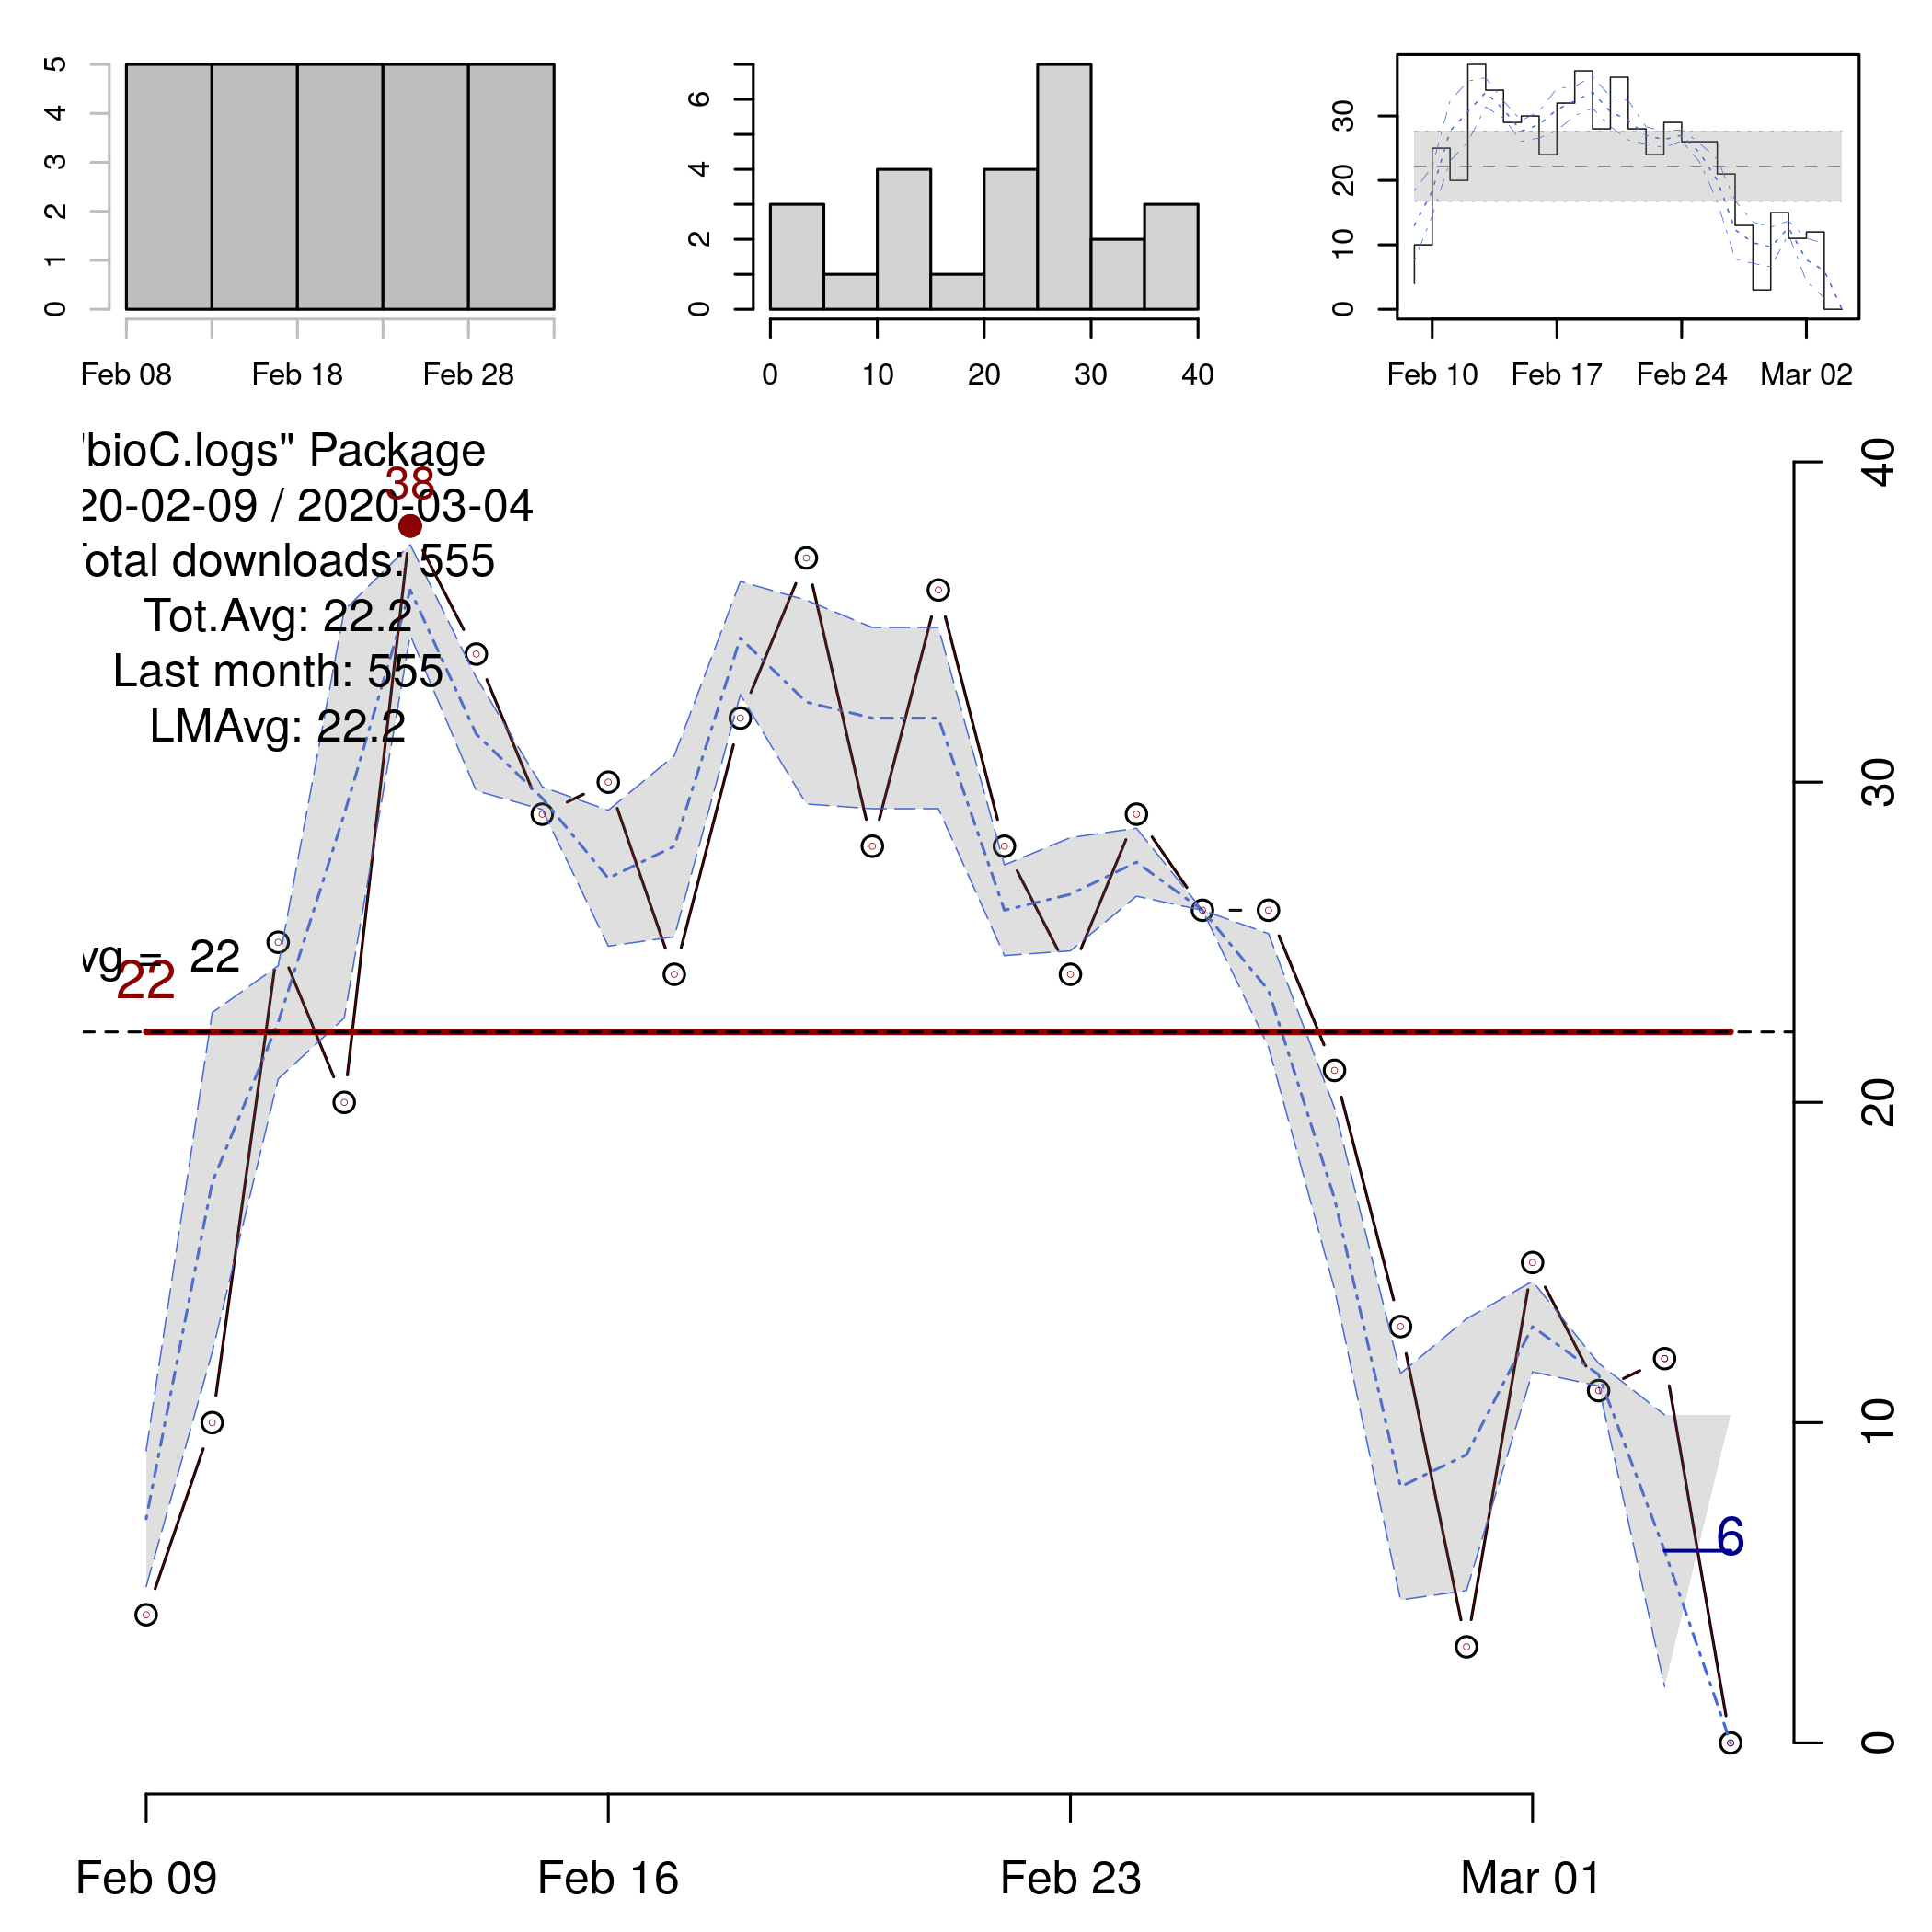 5
4
3
2
1
0
Feb 08 Feb 18 Feb 28
6
4
2
0
0 10 20 30 40
30
20
10
0
Feb 10 Feb 17 Feb 24 Mar 02
"bioC.logs" Package
38
20-02-09 / 2020-03-04
Total downloads: 555
Tot.Avg: 22.2
Last month: 555
LMAvg: 22.2
vg = 22
22
6
40
30
20
10
0
Feb 09 Feb 16 Feb 23 Mar 01